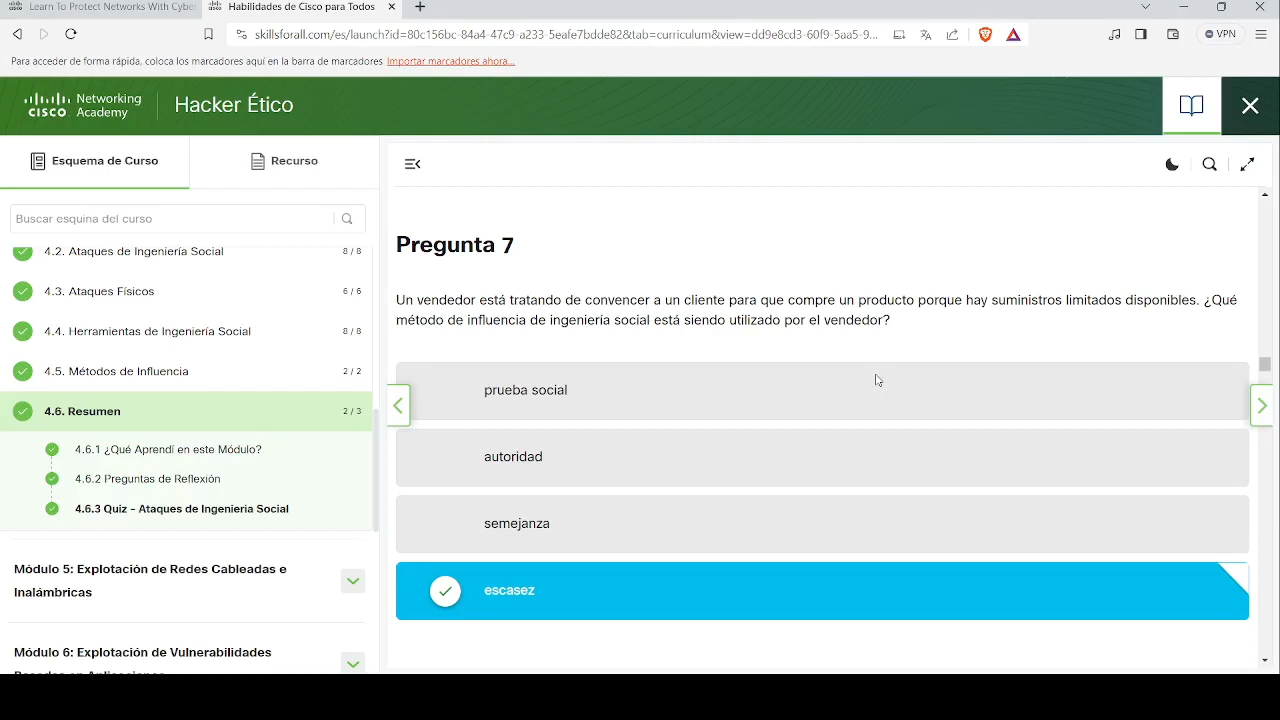 Learn To Protect Networks With Cybe
Habilidades de Cisco para Todos
skillsforall.com/es/launch?id=80c156bc-84a4-47c9-a233-5eafe7bdde82&tab=curriculum&view=dd9e8cd3-60f9-5aa5-9...
VPN
Para acceder de forma rápida, coloca los marcadores aquí en la barra de marcadores Importar marcadores ahora...
CISCO Networking Academy
Hacker Ético
Esquema de Curso
Recurso
Buscar esquina del curso
4.2. Ataques de Ingeniería Social 8 / 8
4.3. Ataques Físicos 6 / 6
4.4. Herramientas de Ingeniería Social 8 / 8
4.5. Métodos de Influencia 2 / 2
4.6. Resumen 2 / 3
4.6.1 ¿Qué Aprendí en este Módulo?
4.6.2 Preguntas de Reflexión
4.6.3 Quiz - Ataques de Ingenieria Social
Módulo 5: Explotación de Redes Cableadas e
Inalámbricas
Módulo 6: Explotación de Vulnerabilidades
Basadas en Aplicaciones
Pregunta 7
Un vendedor está tratando de convencer a un cliente para que compre un producto porque hay suministros limitados disponibles. ¿Qué
método de influencia de ingeniería social está siendo utilizado por el vendedor?
prueba social
autoridad
semejanza
escasez